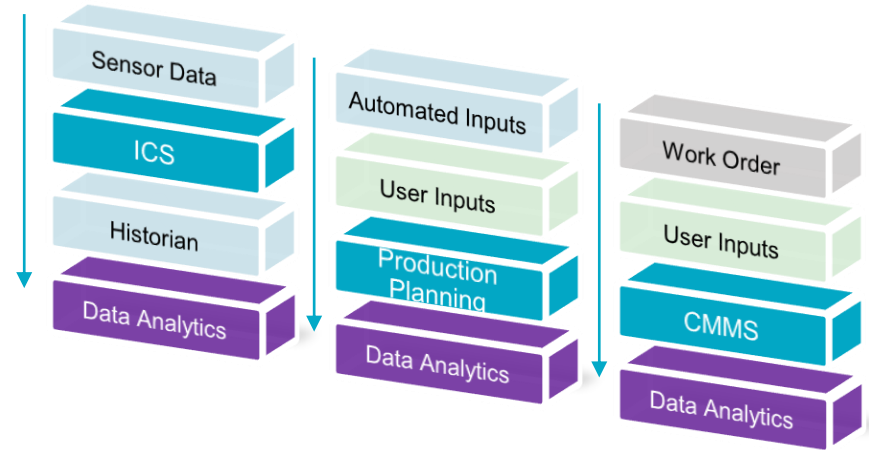 Sensor Data
ICS
Historian
Data Analytics
Automated Inputs
User Inputs
Production
Planning
Data Analytics
Work Order
User Inputs
CMMS
Data Analytics